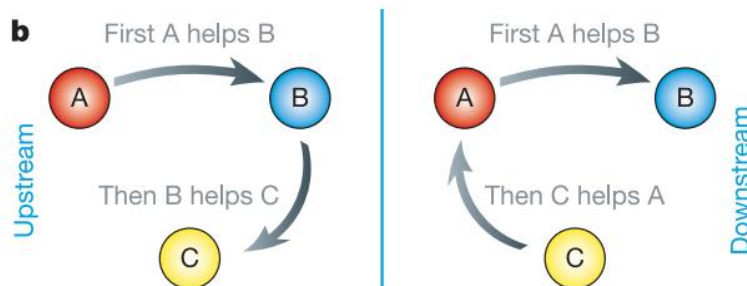 b
Upstream
First A helps B
A
B
Then B helps C
C
First A helps B
A
B
Then C helps A
C
Downstream